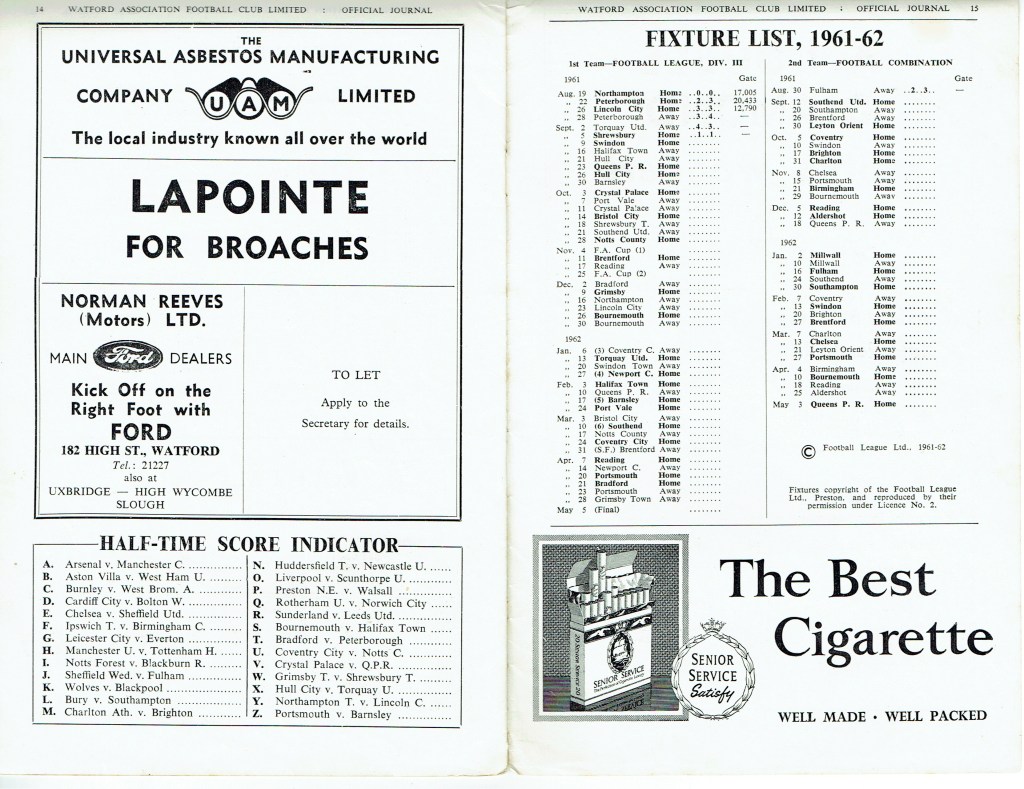 14 WATFORD ASSOCIATION FOOTBALL CLUB LIMITED : OFFICIAL JOURNAL
THE
UNIVERSAL ASBESTOS MANUFACTURING
COMPANY UAM LIMITED
The local industry known all over the world
LAPOINTE
FOR BROACHES
NORMAN REEVES
(Motors) LTD.
MAIN Ford DEALERS
Kick Off on the
Right Foot with
FORD
182 HIGH ST., WATFORD
Tel.: 21227
also at
UXBRIDGE — HIGH WYCOMBE
SLOUGH
TO LET
Apply to the
Secretary for details.
HALF-TIME SCORE INDICATOR
A. Arsenal v. Manchester C. ............
B. Aston Villa v. West Ham U. ........
C. Burnley v. West Brom. A. ..........
D. Cardiff City v. Bolton W. ............
E. Chelsea v. Sheffield Utd. ............
F. Ipswich T. v. Birmingham C. ........
G. Leicester City v. Everton ............
H. Manchester U. v. Tottenham H. ......
I. Notts Forest v. Blackburn R. ........
J. Sheffield Wed. v. Fulham ............
K. Wolves v. Blackpool ................
L. Bury v. Southampton ................
M. Charlton Ath. v. Brighton ............
N. Huddersfield T. v. Newcastle U. ......
O. Liverpool v. Scunthorpe U. ..........
P. Preston N.E. v. Walsall ............
Q. Rotherham U. v. Norwich City ......
R. Sunderland v. Leeds Utd. ............
S. Bournemouth v. Halifax Town ......
T. Bradford v. Peterborough ............
U. Coventry City v. Notts C. ............
V. Crystal Palace v. Q.P.R. ............
W. Grimsby T. v. Shrewsbury T. ......
X. Hull City v. Torquay U. ............
Y. Northampton T. v. Lincoln C. ......
Z. Portsmouth v. Barnsley ............
WATFORD ASSOCIATION FOOTBALL CLUB LIMITED : OFFICIAL JOURNAL 15
FIXTURE LIST, 1961-62
1st Team—FOOTBALL LEAGUE, DIV. III
1961 Gate
Aug. 19 Northampton Home ..0..0.. 17,005
,, 22 Peterborough Home ..2..3.. 20,433
,, 26 Lincoln City Home ..3..3.. 12,790
,, 28 Peterborough Away ..3..4.. —
Sept. 2 Torquay Utd. Away ..4..3.. —
,, 5 Shrewsbury Home ..1..1.. —
,, 9 Swindon Home ........
,, 16 Halifax Town Away ........
,, 21 Hull City Away ........
,, 23 Queens P. R. Home ........
,, 26 Hull City Home ........
,, 30 Barnsley Away ........
Oct. 3 Crystal Palace Home ........
,, 7 Port Vale Away ........
,, 11 Crystal Palace Away ........
,, 14 Bristol City Home ........
,, 18 Shrewsbury T. Away ........
,, 21 Southend Utd. Away ........
,, 28 Notts County Home ........
Nov. 4 F.A. Cup (1)
,, 11 Brentford Home ........
,, 17 Reading Away ........
,, 25 F.A. Cup (2)
Dec. 2 Bradford Away ........
,, 9 Grimsby Home ........
,, 16 Northampton Away ........
,, 23 Lincoln City Away ........
,, 26 Bournemouth Home ........
,, 30 Bournemouth Away ........
1962
Jan. 6 (3) Coventry C. Away ........
,, 13 Torquay Utd. Home ........
,, 20 Swindon Town Away ........
,, 27 (4) Newport C. Home ........
Feb. 3 Halifax Town Home ........
,, 10 Queens P. R. Away ........
,, 17 (5) Barnsley Home ........
,, 24 Port Vale Home ........
Mar. 3 Bristol City Away ........
,, 10 (6) Southend Home ........
,, 17 Notts County Away ........
,, 24 Coventry City Home ........
,, 31 (S.F.) Brentford Away ........
Apr. 7 Reading Home ........
,, 14 Newport C. Away ........
,, 20 Portsmouth Home ........
,, 21 Bradford Home ........
,, 23 Portsmouth Away ........
,, 28 Grimsby Town Away ........
May 5 (Final) ........
2nd Team—FOOTBALL COMBINATION
1961 Gate
Aug. 30 Fulham Away ..2..3.. —
Sept. 12 Southend Utd. Home ........
,, 20 Southampton Away ........
,, 26 Brentford Away ........
,, 30 Leyton Orient Home ........
Oct. 5 Coventry Home ........
,, 10 Swindon Away ........
,, 17 Brighton Home ........
,, 31 Charlton Home ........
Nov. 8 Chelsea Away ........
,, 15 Portsmouth Away ........
,, 21 Birmingham Home ........
,, 29 Bournemouth Away ........
Dec. 5 Reading Home ........
,, 12 Aldershot Home ........
,, 18 Queens P. R. Away ........
1962
Jan. 2 Millwall Home ........
,, 10 Millwall Away ........
,, 16 Fulham Home ........
,, 24 Southend Away ........
,, 30 Southampton Home ........
Feb. 7 Coventry Away ........
,, 13 Swindon Home ........
,, 20 Brighton Away ........
,, 27 Brentford Home ........
Mar. 7 Charlton Away ........
,, 13 Chelsea Home ........
,, 21 Leyton Orient Away ........
,, 27 Portsmouth Home ........
Apr. 4 Birmingham Away ........
,, 10 Bournemouth Home ........
,, 18 Reading Away ........
,, 25 Aldershot Away ........
May 3 Queens P. R. Home ........
© Football League Ltd., 1961-62
Fixtures copyright of the Football League
Ltd., Preston, and reproduced by their
permission under Licence No. 2.
The Best
Cigarette
20 Senior Service 20
SENIOR SERVICE
SENIOR
SERVICE
Satisfy
WELL MADE · WELL PACKED